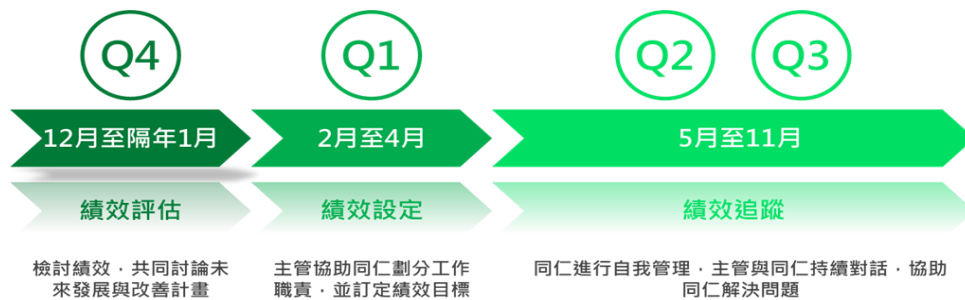 Q4
Q1
Q2
Q3
12月至隔年1月
2月至4月
5月至11月
績效評估
績效設定
績效追蹤
檢討績效，共同討論未
來發展與改善計畫
主管協助同仁劃分工作
職責，並訂定績效目標
同仁進行自我管理，主管與同仁持續對話，協助
同仁解決問題